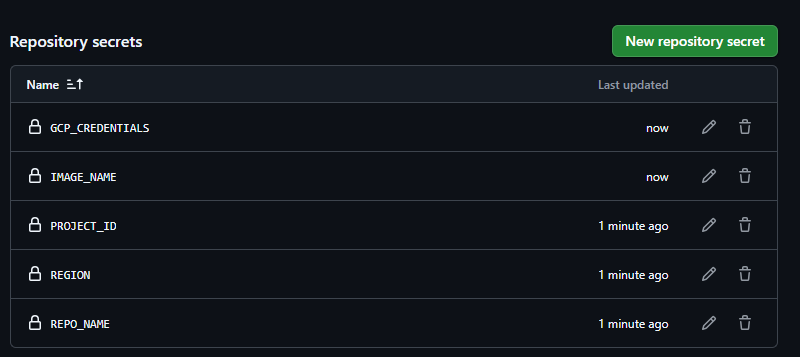 Repository secrets
New repository secret
Name
Last updated
GCP_CREDENTIALS
now
IMAGE_NAME
now
PROJECT_ID
1 minute ago
REGION
1 minute ago
REPO_NAME
1 minute ago